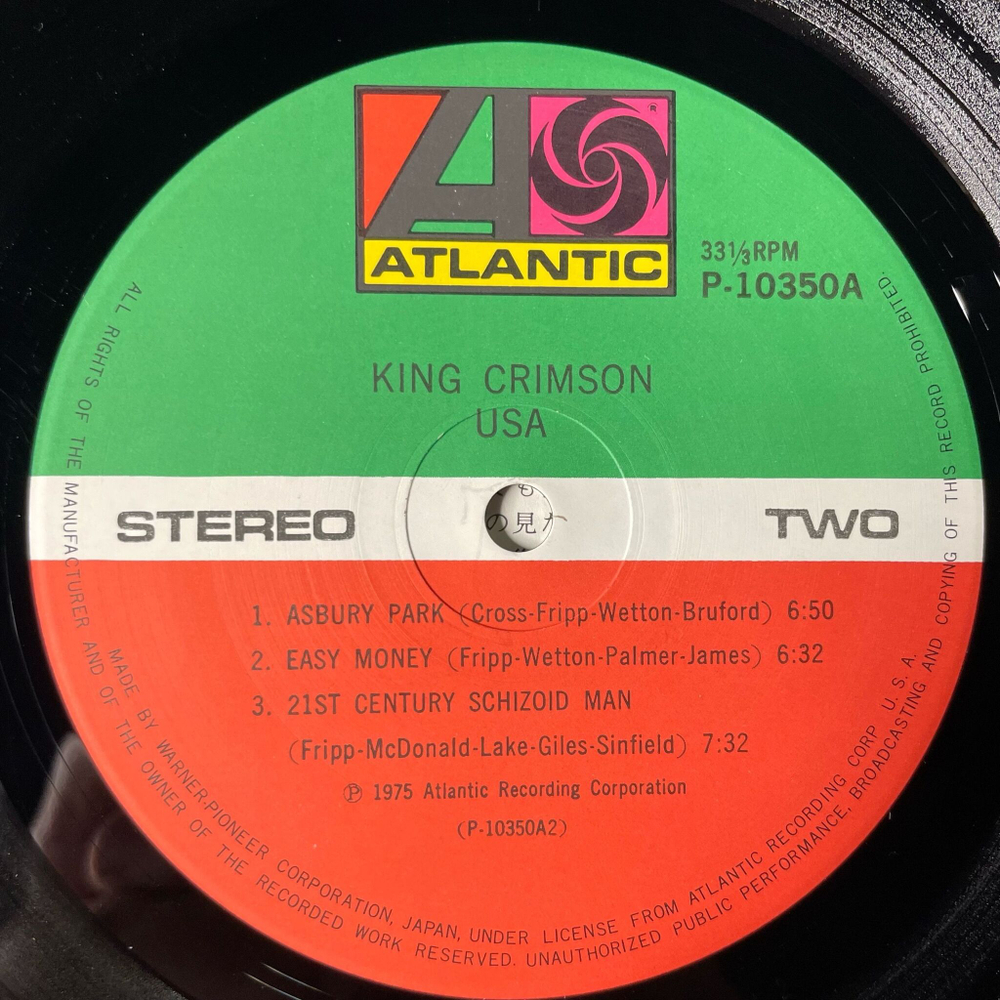 ®
ATLANTIC
33⅓RPM
P-10350A
KING CRIMSON
USA
STEREO
TWO
の見
1. ASBURY PARK (Cross-Fripp-Wetton-Bruford) 6:50
2. EASY MONEY (Fripp-Wetton-Palmer-James) 6:32
3. 21ST CENTURY SCHIZOID MAN
(Fripp-McDonald-Lake-Giles-Sinfield) 7:32
Ⓟ 1975 Atlantic Recording Corporation
(P-10350A2)
MADE BY WARNER-PIONEER CORPORATION, JAPAN, UNDER LICENSE FROM ATLANTIC RECORDING CORP U. S. A.
ALL RIGHTS OF THE MANUFACTURER AND OF THE OWNER OF THE RECORDED WORK RESERVED. UNAUTHORIZED PUBLIC PERFORMANCE, BROADCASTING AND COPYING OF THIS RECORD PROHIBITED.